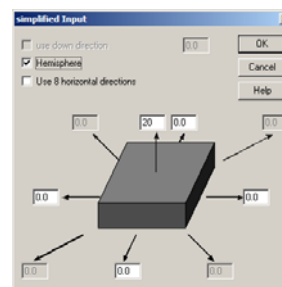 simplified Input
use down direction 0.0 OK
Hemisphere
Cancel
Use 8 horizontal directions
Help
0.0 20 0.0 0.0
0.0 0.0
0.0 0.0 0.0